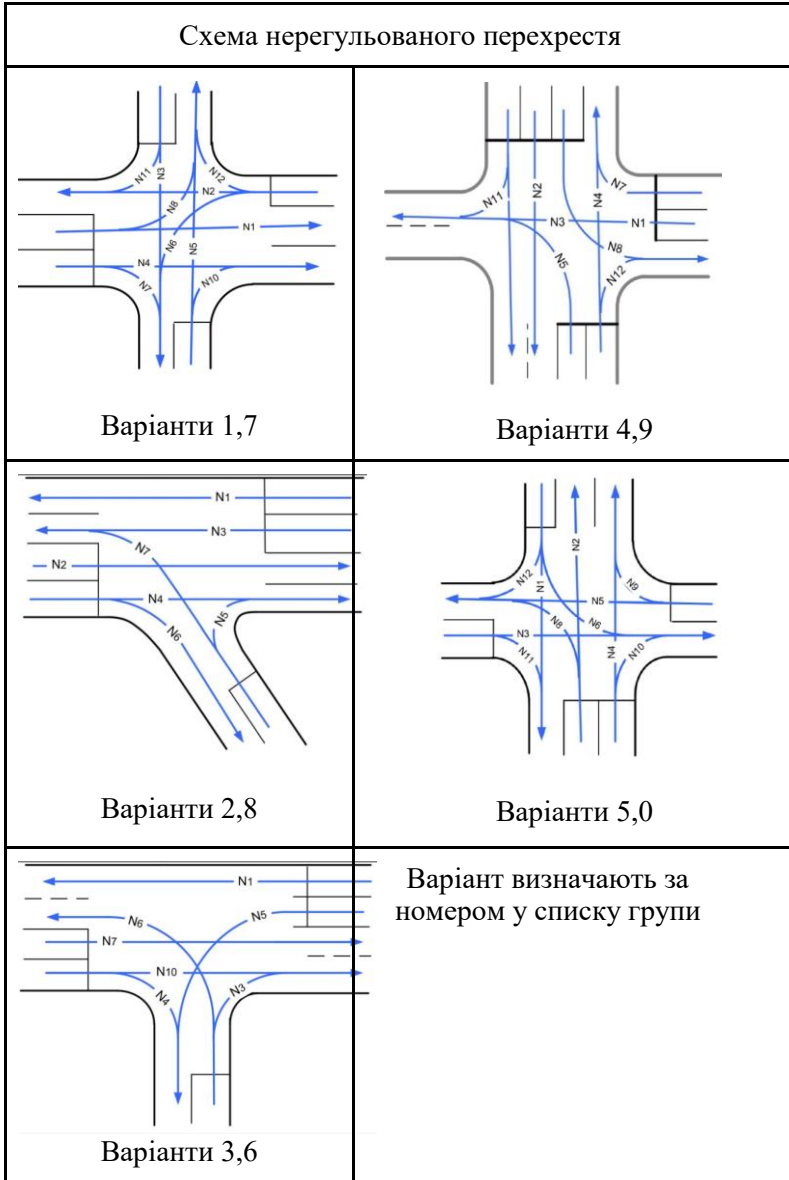 Схема нерегульованого перехрестя
N11
N3
N12
N8
N2
N6
N5
N1
N4
N7
N10
Варіанти 1,7
N11
N2
N3
N4
N7
N1
N5
N8
N12
Варіанти 4,9
N1
N3
N7
N2
N4
N5
N6
Варіанти 2,8
N12
N1
N2
N9
N5
N8
N6
N3
N4
N11
N10
Варіанти 5,0
N1
N6
N5
N7
N10
N4
N3
Варіанти 3,6
Варіант визначають за
номером у списку групи